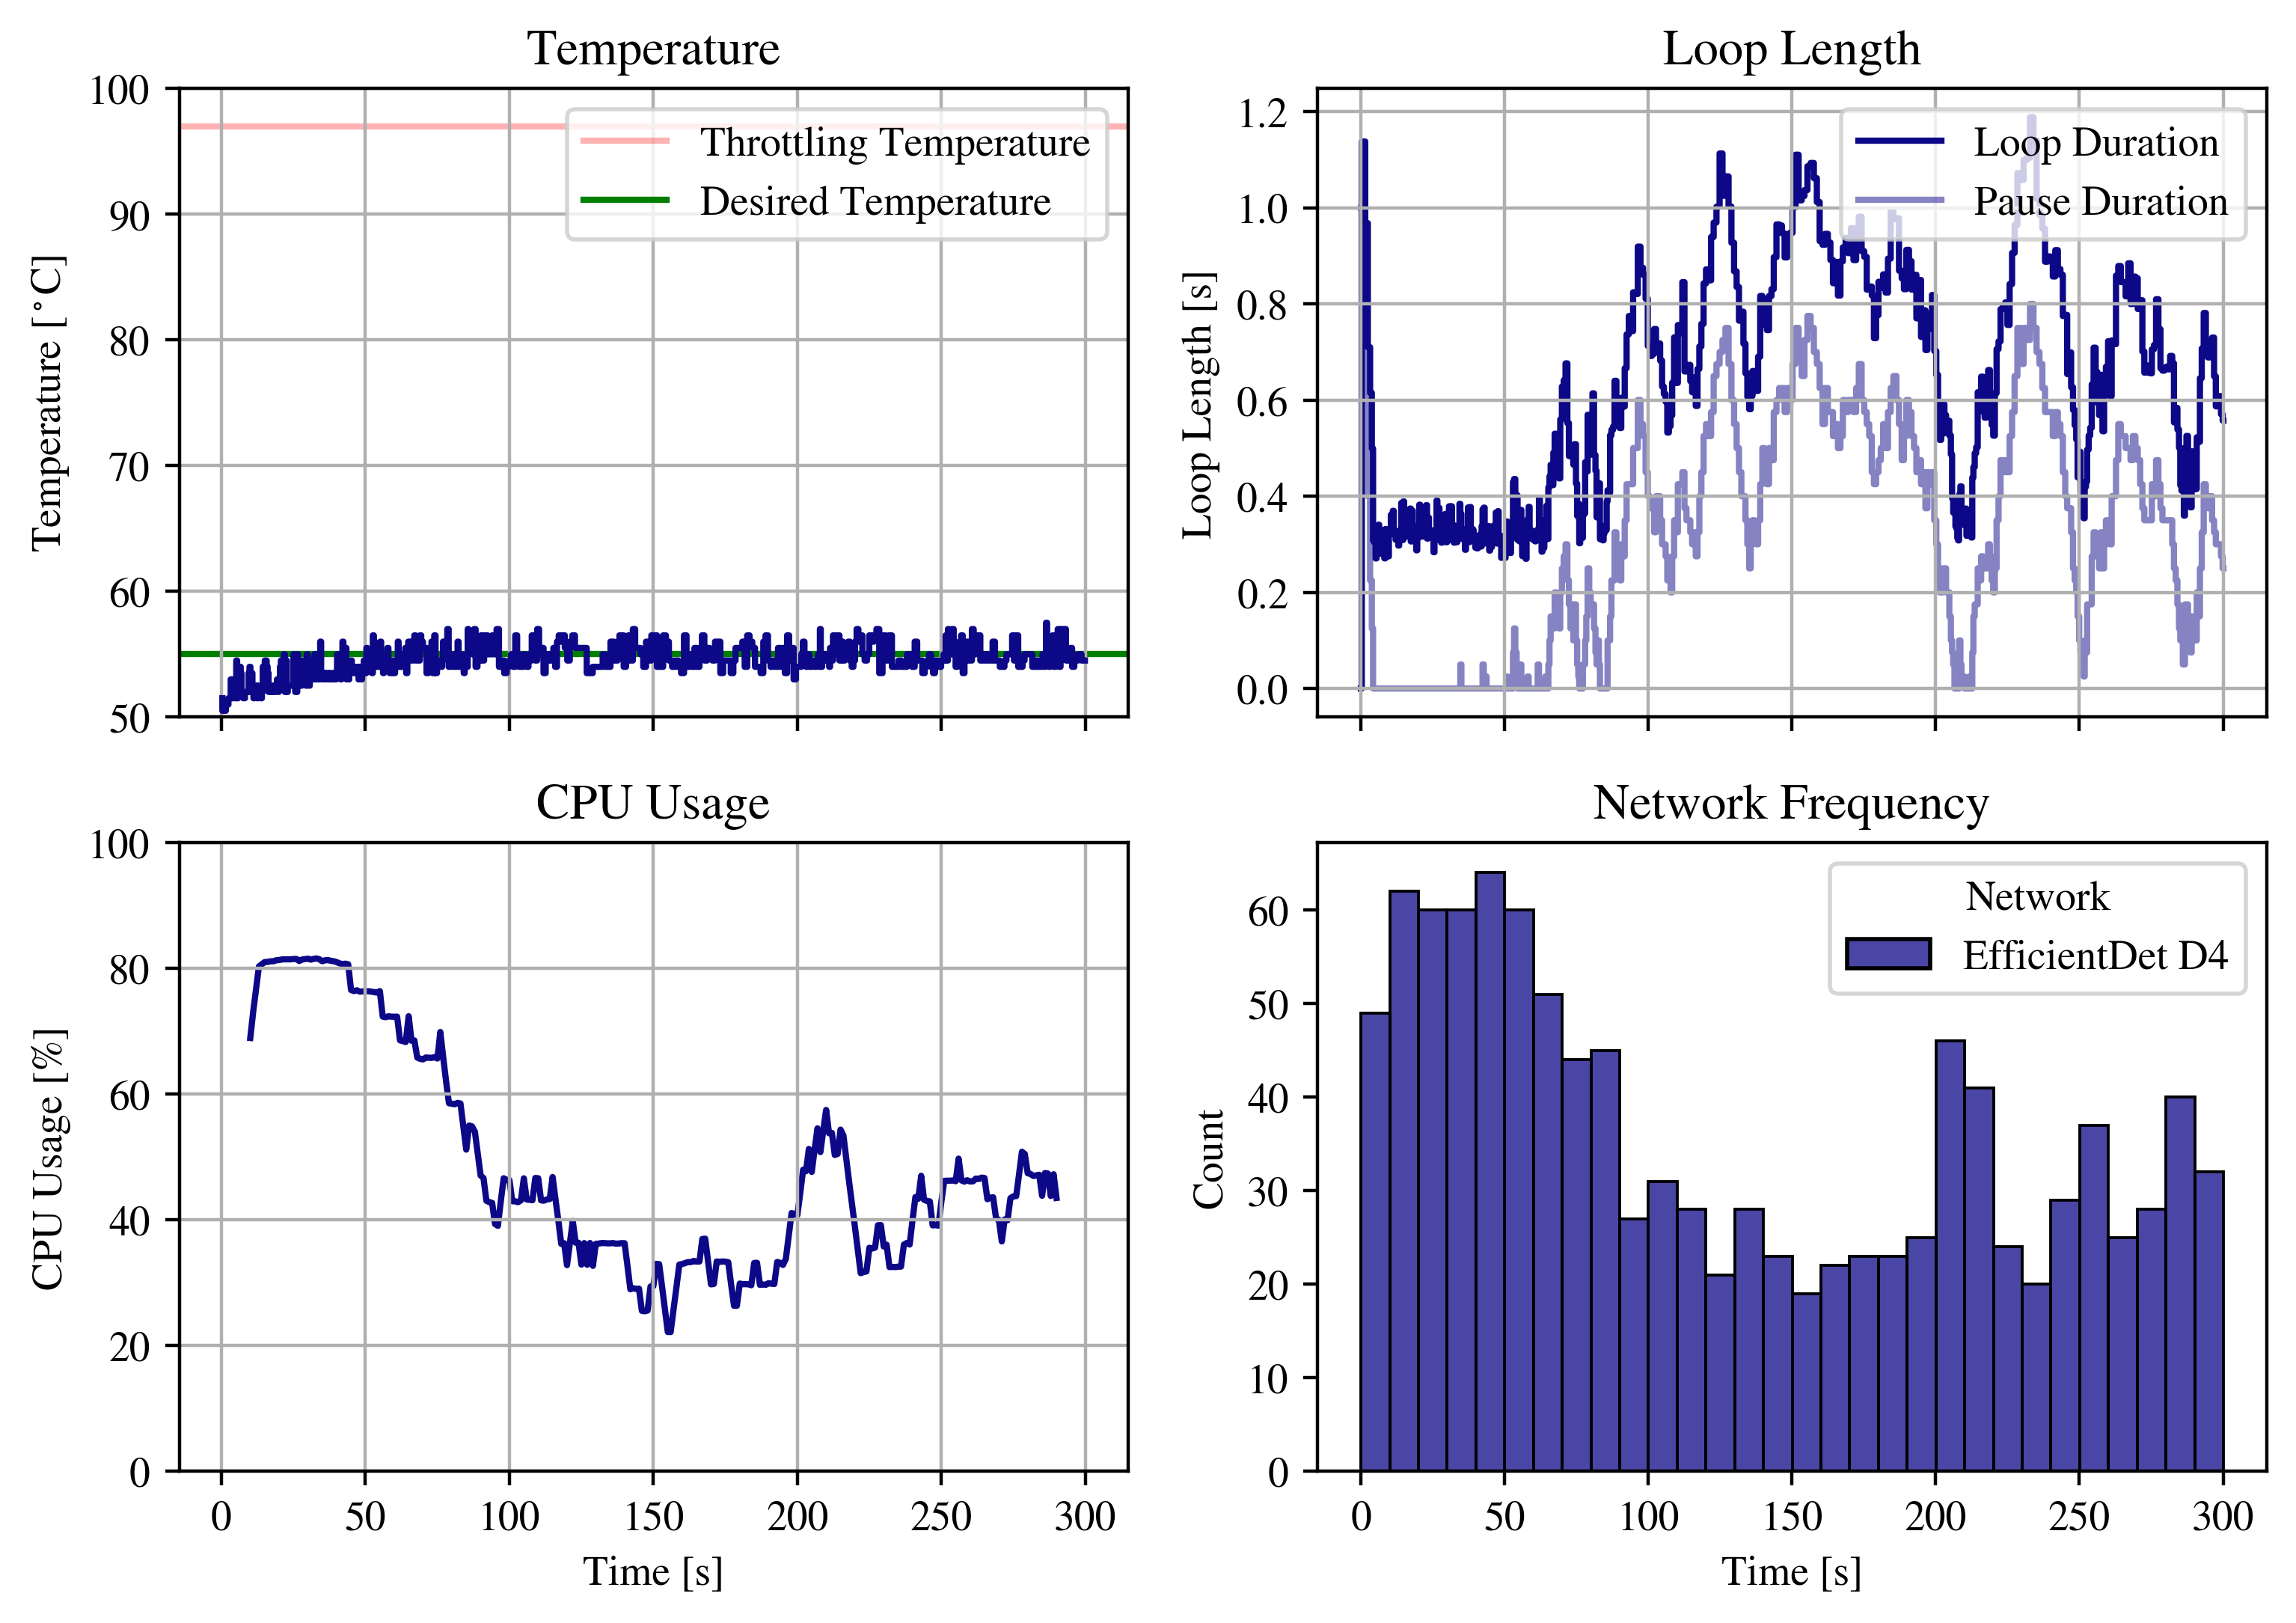 Temperature
100
90
80
70
60
50
Temperature [°C]
Throttling Temperature
Desired Temperature
Loop Length
1.2
1.0
0.8
0.6
0.4
0.2
0.0
Loop Length [s]
Loop Duration
Pause Duration
CPU Usage
100
80
60
40
20
0
CPU Usage [%]
0 50 100 150 200 250 300
Time [s]
Network Frequency
60
50
40
30
20
10
0
Count
Network
EfficientDet D4
0 50 100 150 200 250 300
Time [s]